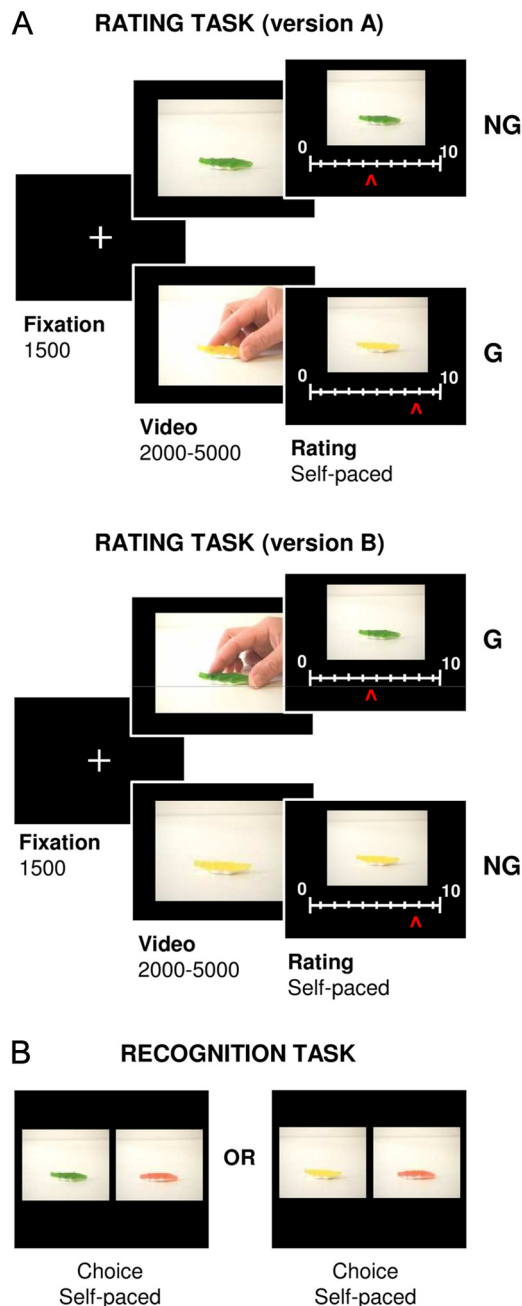 A
RATING TASK (version A)
NG
0
10
^
+
Fixation
1500
G
0
10
^
Video
2000-5000
Rating
Self-paced
RATING TASK (version B)
G
0
10
^
+
Fixation
1500
NG
0
10
^
Video
2000-5000
Rating
Self-paced
B
RECOGNITION TASK
OR
Choice
Self-paced
Choice
Self-paced